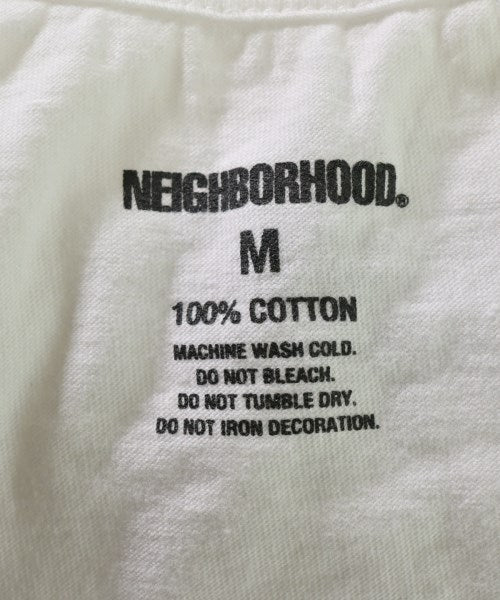 NEIGHBORHOOD®
M
100% COTTON
MACHINE WASH COLD.
DO NOT BLEACH.
DO NOT TUMBLE DRY.
DO NOT IRON DECORATION.